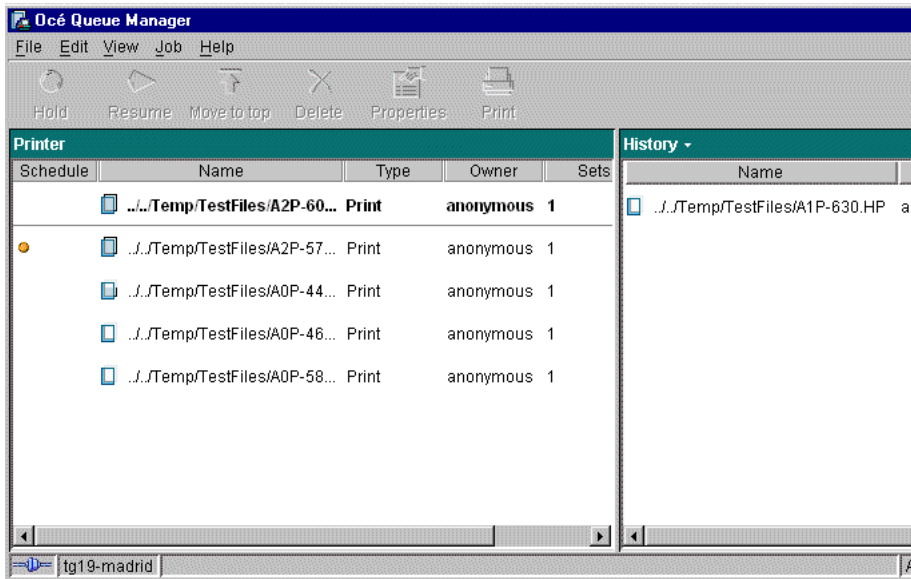 Océ Queue Manager
File Edit View Job Help
Hold Resume Move to top Delete Properties Print
Printer
Schedule Name Type Owner Sets
../../Temp/TestFiles/A2P-60... Print anonymous 1
../../Temp/TestFiles/A2P-57... Print anonymous 1
../../Temp/TestFiles/A0P-44... Print anonymous 1
../../Temp/TestFiles/A0P-46... Print anonymous 1
../../Temp/TestFiles/A0P-58... Print anonymous 1
History
Name
../../Temp/TestFiles/A1P-630.HP a
tg19-madrid
A